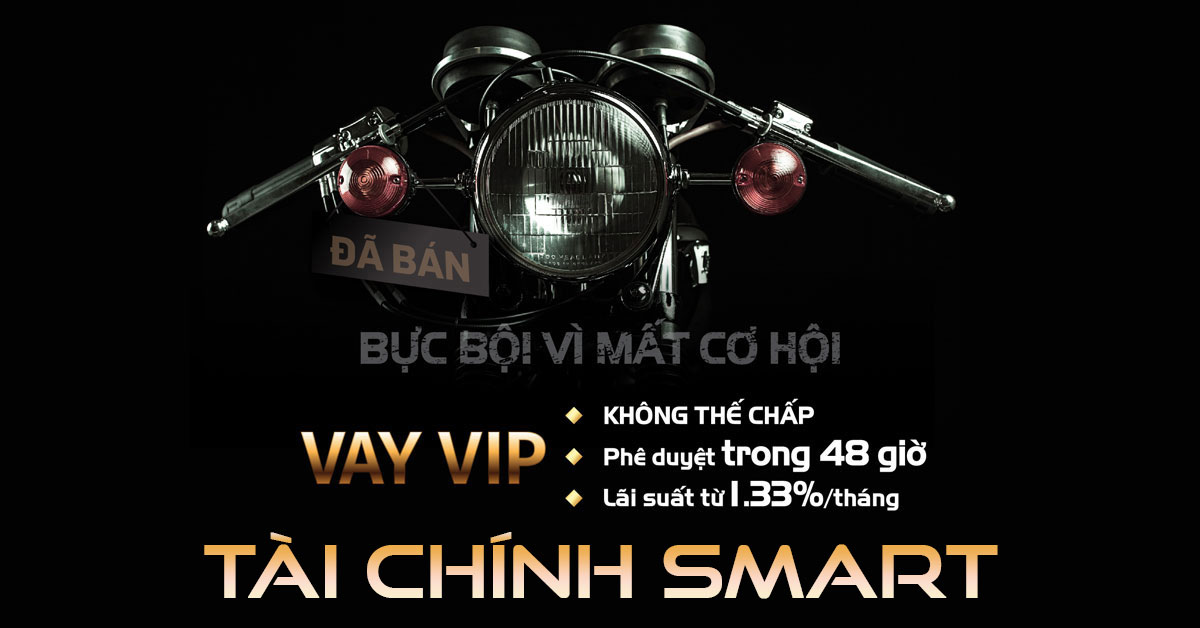 ĐÃ BÁN
BỰC BỘI VÌ MẤT CƠ HỘI
VAY VIP
KHÔNG THẾ CHẤP
Phê duyệt trong 48 giờ
Lãi suất từ 1.33%/tháng
TÀI CHÍNH SMART